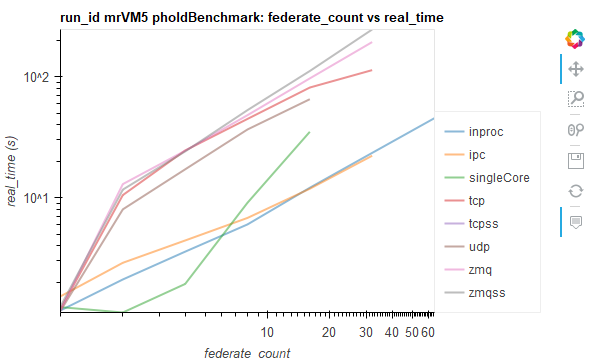 run_id mrVM5 pholdBenchmark: federate_count vs real_time
real_time (s)
10^2
10^1
10 20 30 40 50 60
federate_count
inproc
ipc
singleCore
tcp
tcpss
udp
zmq
zmqss